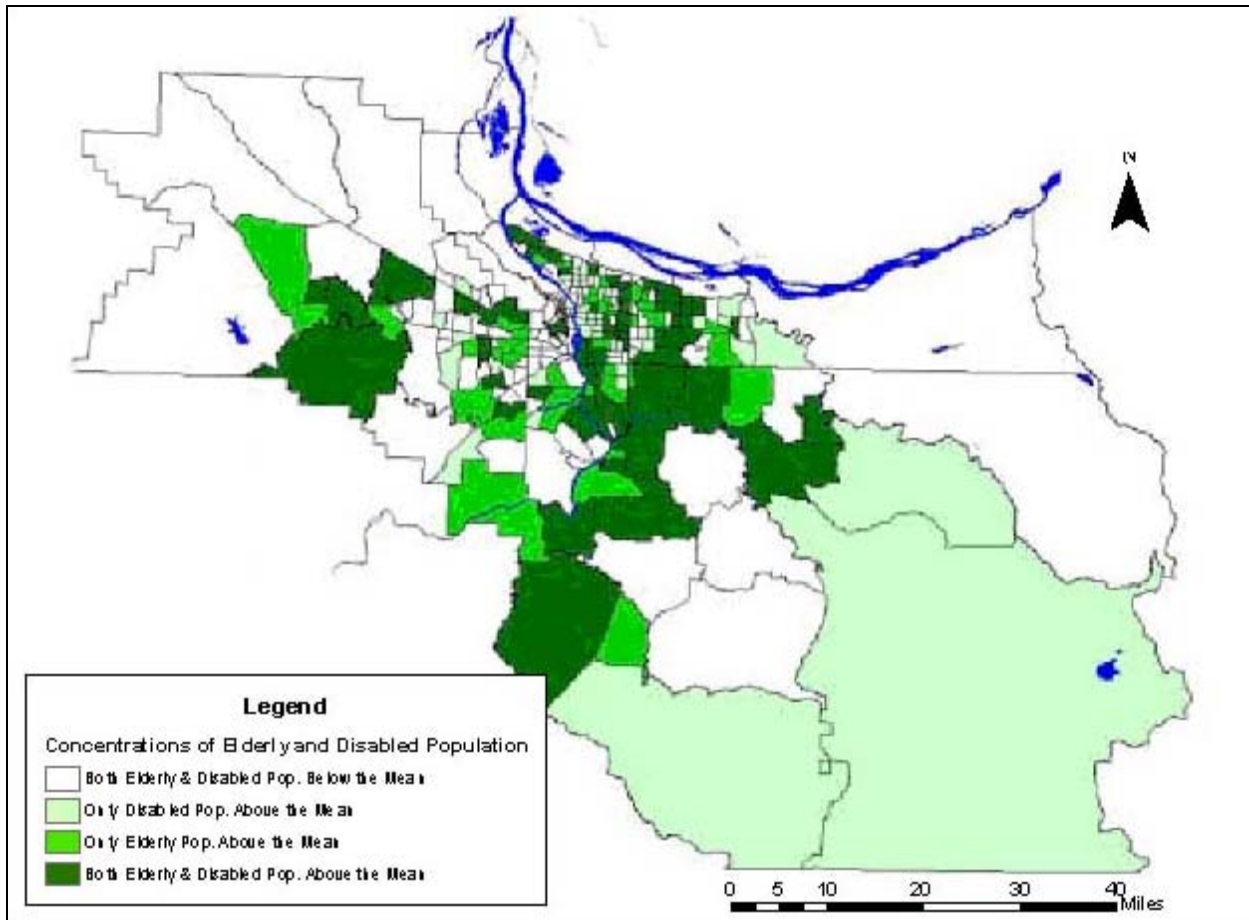 N
Legend
Concentrations of Elderly and Disabled Population
Both Elderly & Disabled Pop. Below the Mean
Only Disabled Pop. Above the Mean
Only Elderly Pop. Above the Mean
Both Elderly & Disabled Pop. Above the Mean
0 5 10 20 30 40
Miles